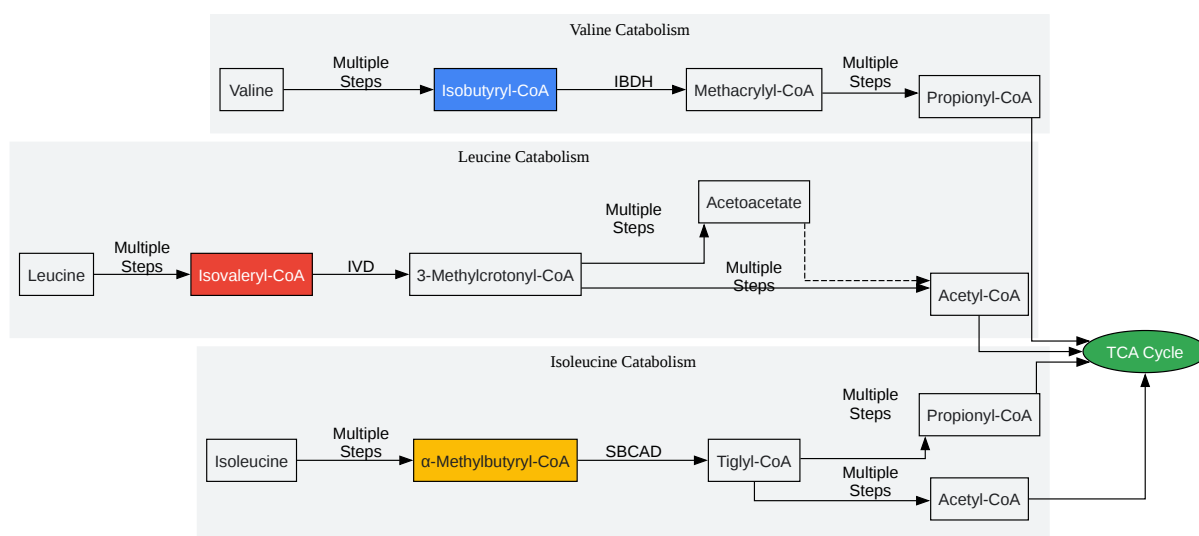 Valine Catabolism
Valine
Multiple
Steps
Isobutyryl-CoA
IBDH
Methacrylyl-CoA
Multiple
Steps
Propionyl-CoA
Leucine Catabolism
Leucine
Multiple
Steps
Isovaleryl-CoA
IVD
3-Methylcrotonyl-CoA
Multiple
Steps
Acetoacetate
Multiple
Steps
Acetyl-CoA
TCA Cycle
Isoleucine Catabolism
Isoleucine
Multiple
Steps
α-Methylbutyryl-CoA
SBCAD
Tiglyl-CoA
Multiple
Steps
Propionyl-CoA
Multiple
Steps
Acetyl-CoA